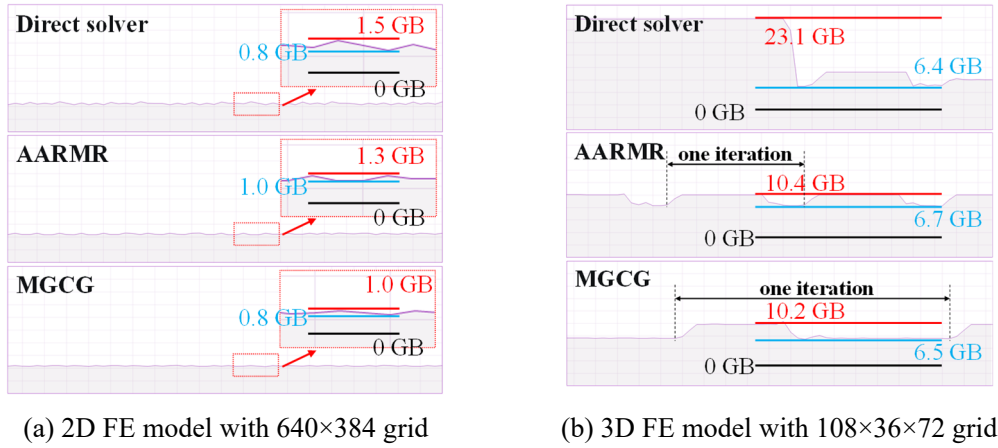 Direct solver
1.5 GB
0.8 GB
0 GB
AARMR
1.3 GB
1.0 GB
0 GB
MGCG
1.0 GB
0.8 GB
0 GB
(a) 2D FE model with 640×384 grid
Direct solver
23.1 GB
6.4 GB
0 GB
AARMR
one iteration
10.4 GB
6.7 GB
0 GB
MGCG
one iteration
10.2 GB
6.5 GB
0 GB
(b) 3D FE model with 108×36×72 grid